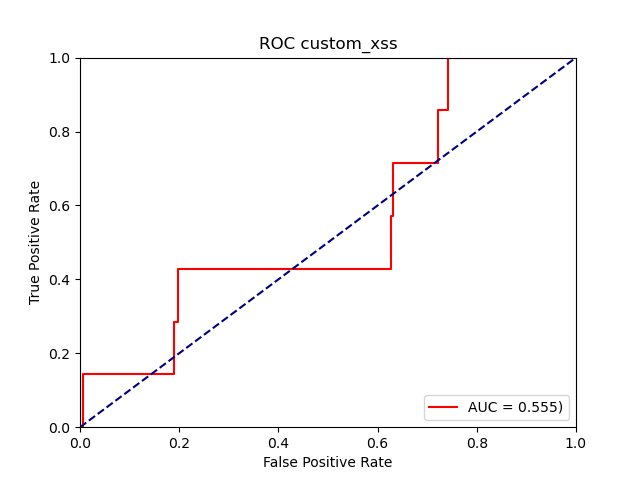 ROC custom_xss
True Positive Rate
1.0
0.8
0.6
0.4
0.2
0.0
0.0 0.2 0.4 0.6 0.8 1.0
False Positive Rate
AUC = 0.555)